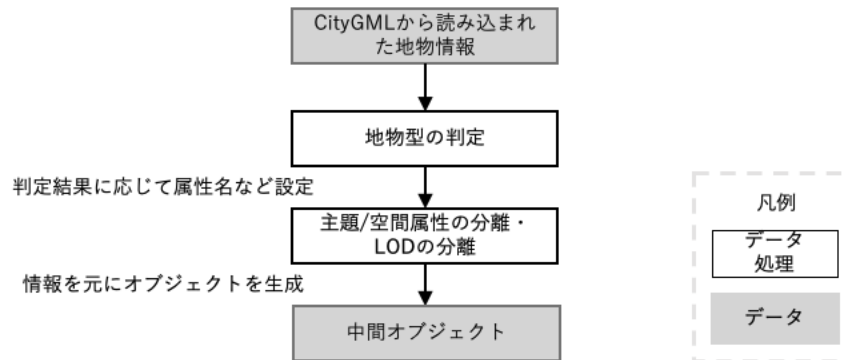 CityGMLから読み込まれ
た地物情報
地物型の判定
判定結果に応じて属性名など設定
主題/空間属性の分離・
LODの分離
情報を元にオブジェクトを生成
中間オブジェクト
凡例
データ
処理
データ